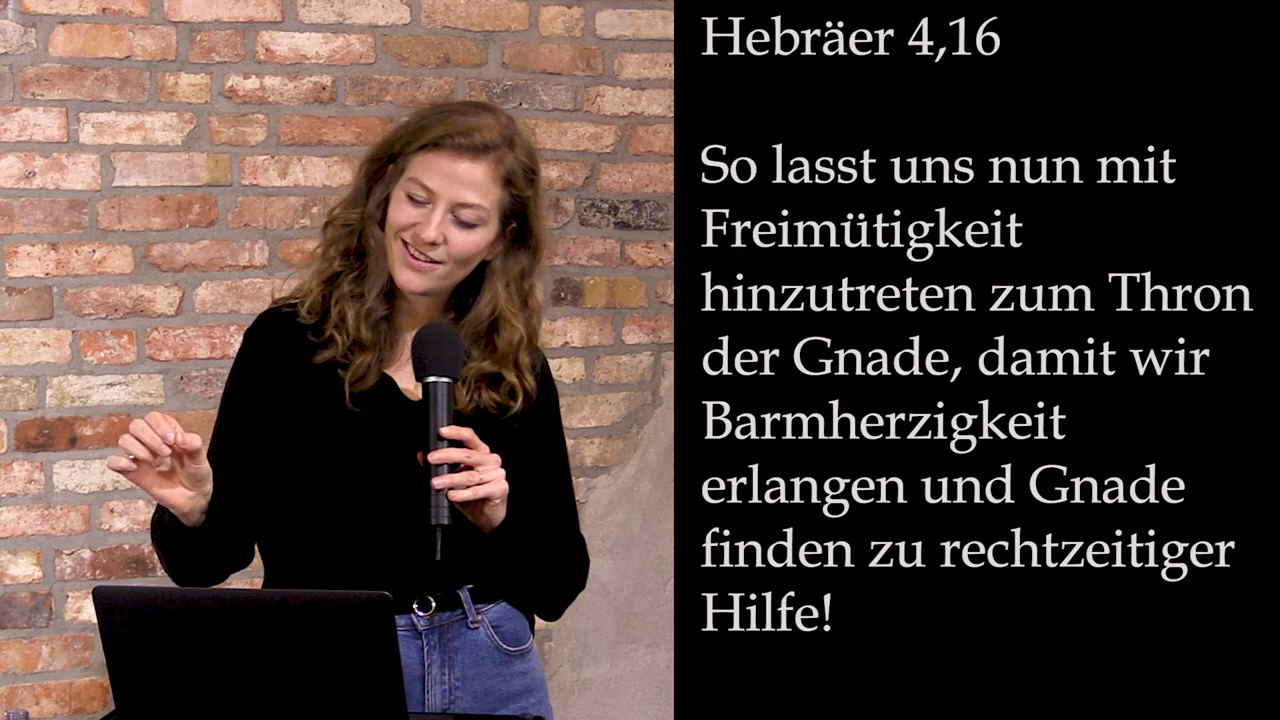 Hebräer 4,16
So lasst uns nun mit
Freimütigkeit
hinzutreten zum Thron
der Gnade, damit wir
Barmherzigkeit
erlangen und Gnade
finden zu rechtzeitiger
Hilfe!